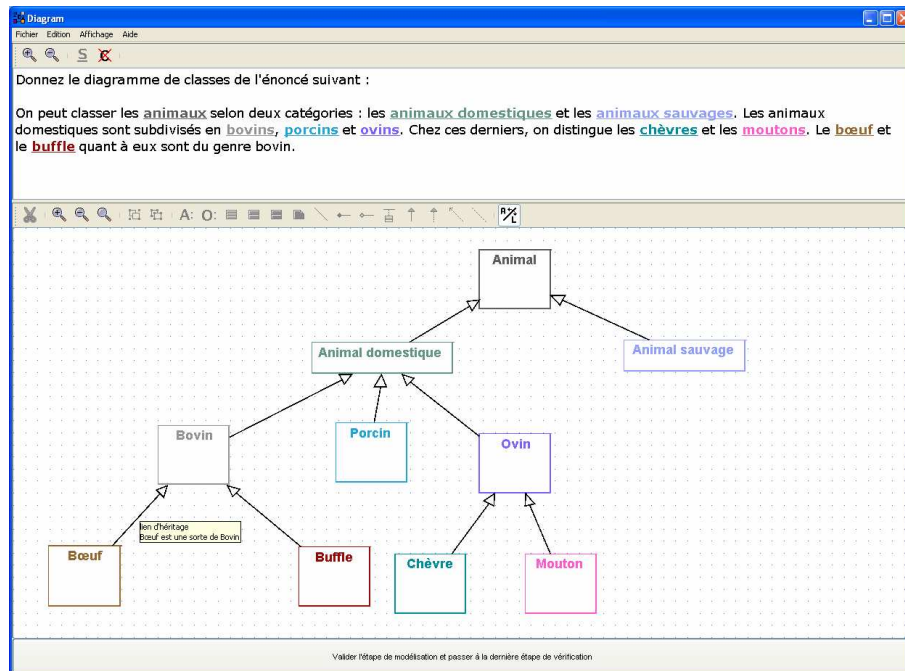 Diagram
Fichier Edition Affichage Aide
S C
Donnez le diagramme de classes de l'énoncé suivant :
On peut classer les animaux selon deux catégories : les animaux domestiques et les animaux sauvages. Les animaux
domestiques sont subdivisés en bovins, porcins et ovins. Chez ces derniers, on distingue les chèvres et les moutons. Le bœuf et
le buffle quant à eux sont du genre bovin.
A: O: A/L
Animal
Animal domestique
Animal sauvage
Bovin
Porcin
Ovin
lien d'héritage
Bœuf est une sorte de Bovin
Bœuf
Buffle
Chèvre
Mouton
Valider l'étape de modélisation et passer à la dernière étape de vérification